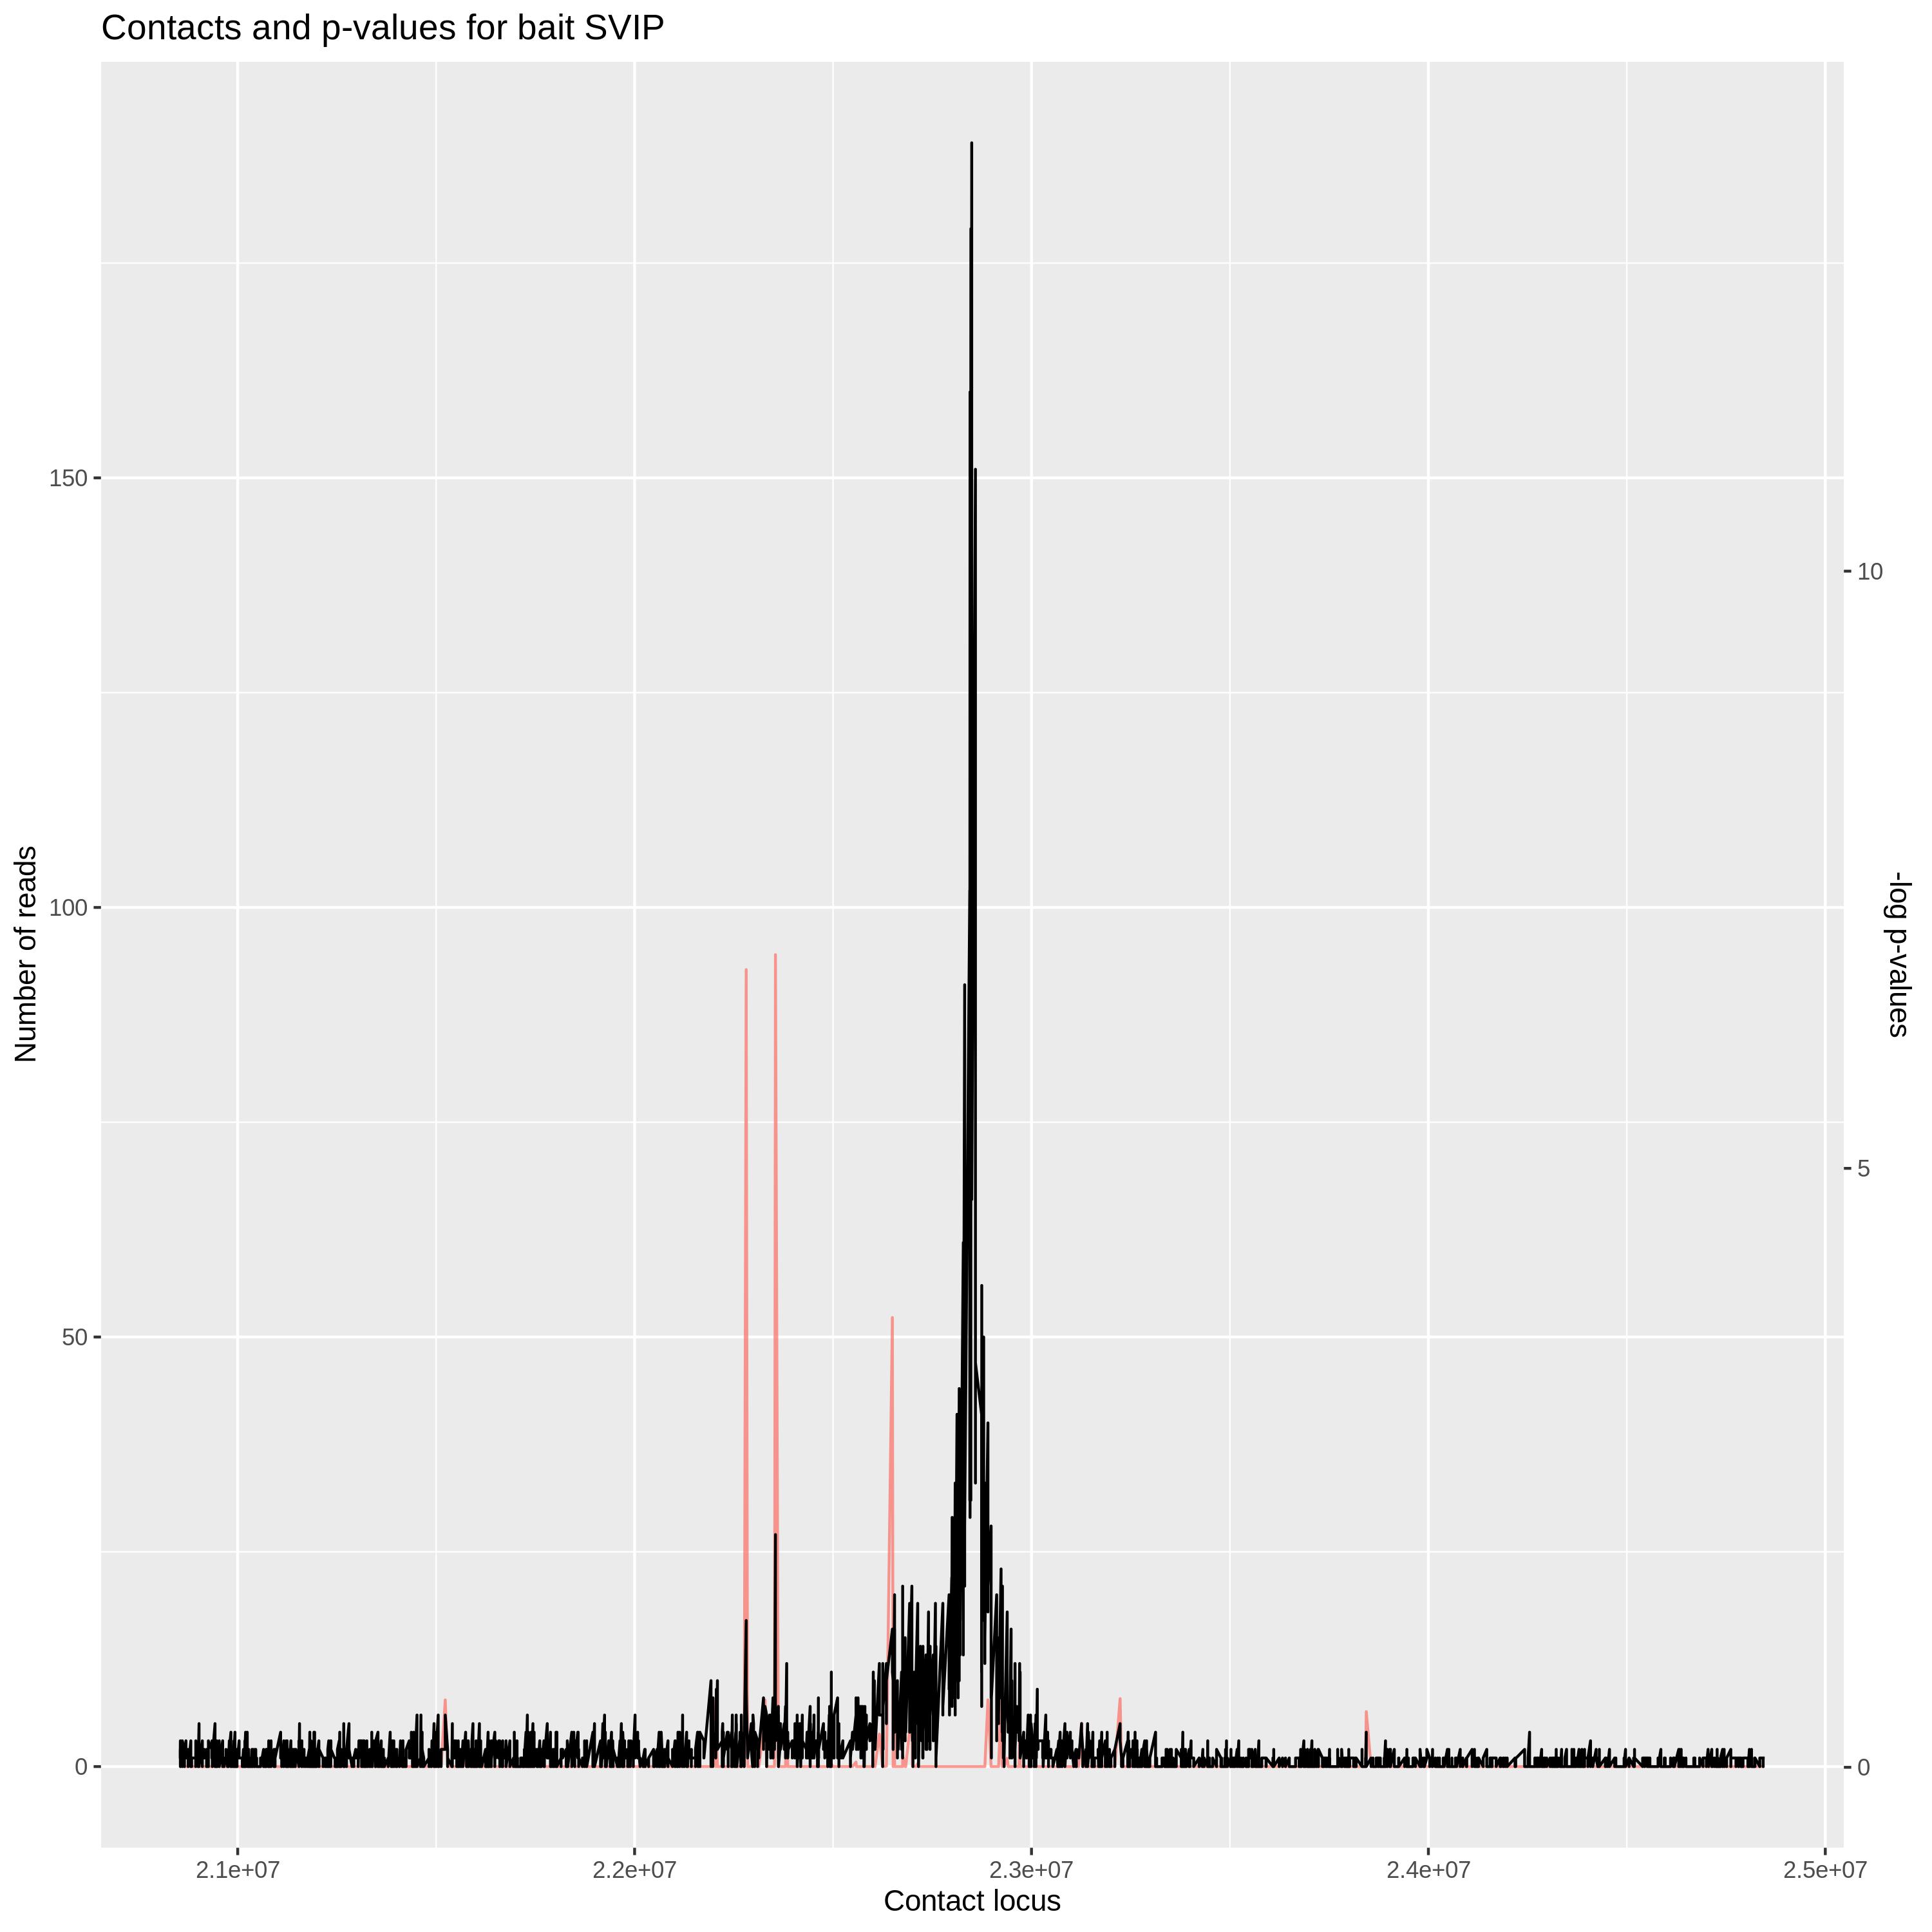 Contacts and p-values for bait SVIP
150
100
50
0
Number of reads
10
5
0
-log p-values
2.1e+07 2.2e+07 2.3e+07 2.4e+07 2.5e+07
Contact locus